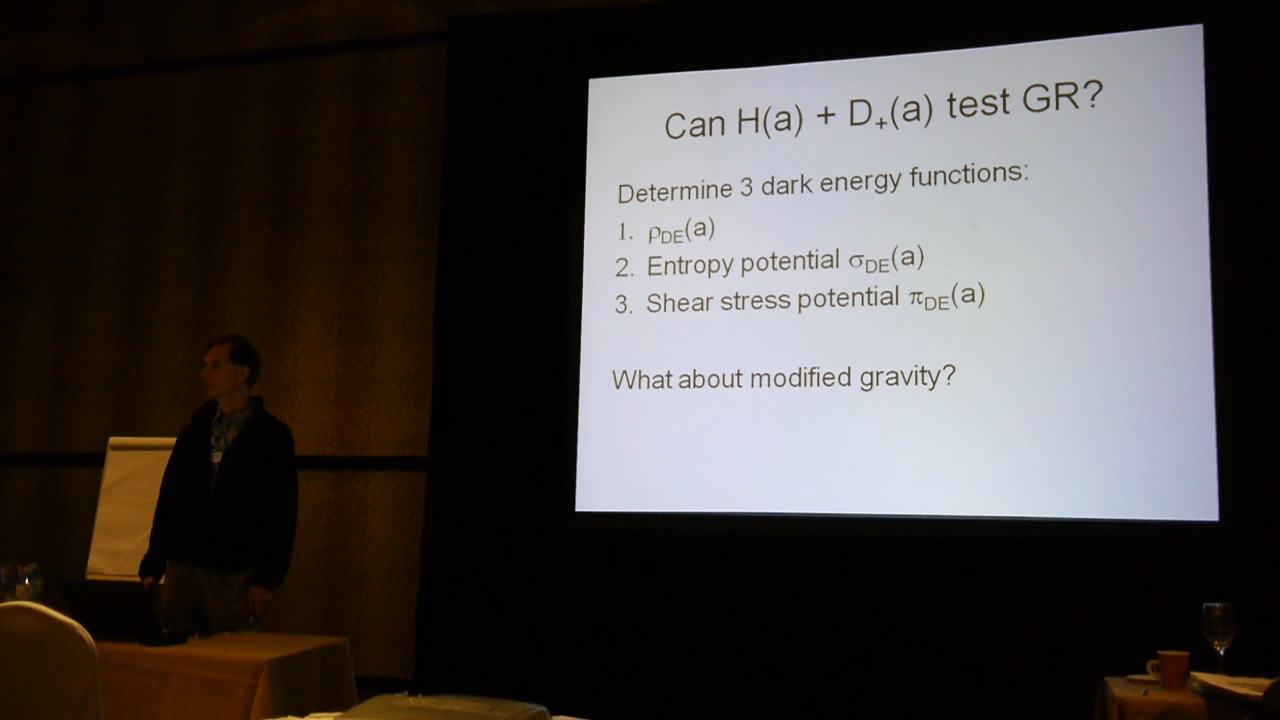 Can H(a) + D₊(a) test GR?
Determine 3 dark energy functions:
1. ρDE(a)
2. Entropy potential σDE(a)
3. Shear stress potential πDE(a)
What about modified gravity?